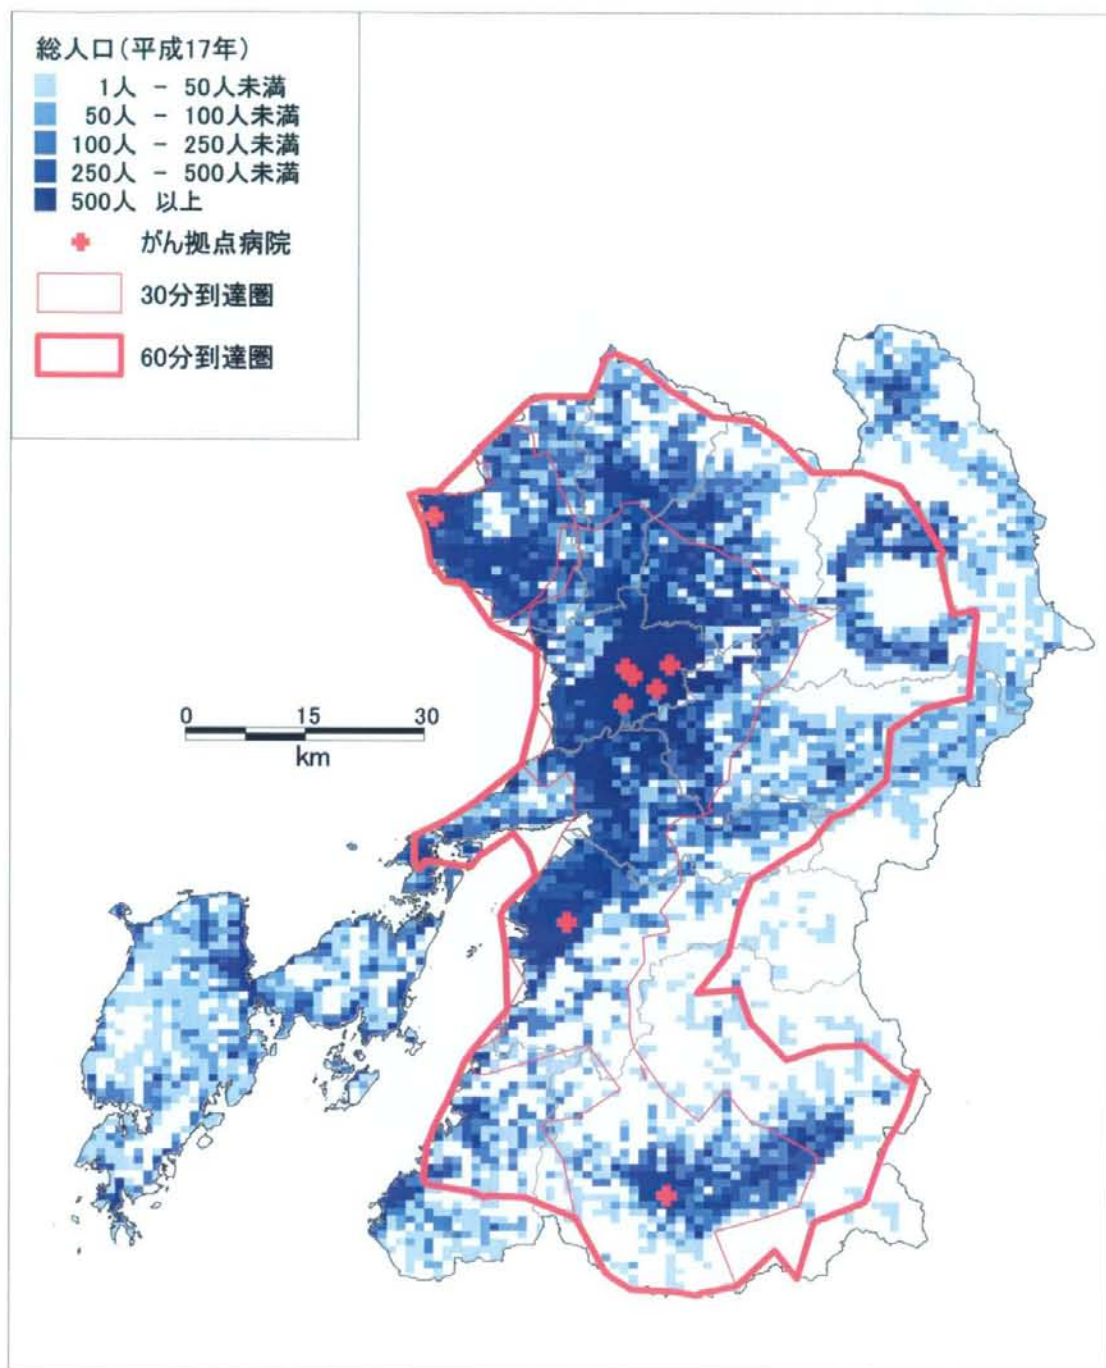 総人口(平成17年)
1人 - 50人未満
50人 - 100人未満
100人 - 250人未満
250人 - 500人未満
500人 以上
がん拠点病院
30分到達圏
60分到達圏
0 15 30
km